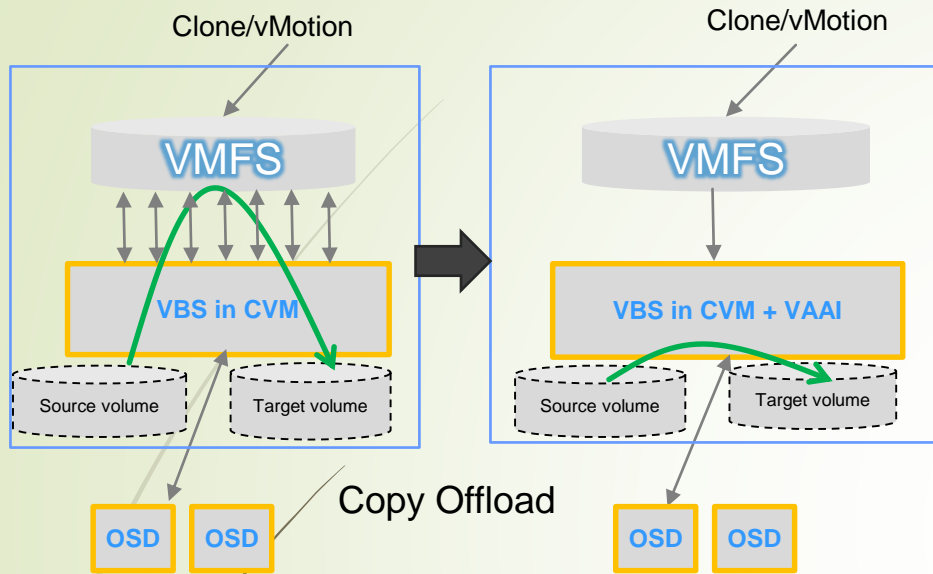 Clone/vMotion
VMFS
VBS in CVM
Source volume
Target volume
OSD
OSD
Clone/vMotion
VMFS
VBS in CVM + VAAI
Source volume
Target volume
OSD
OSD
Copy Offload